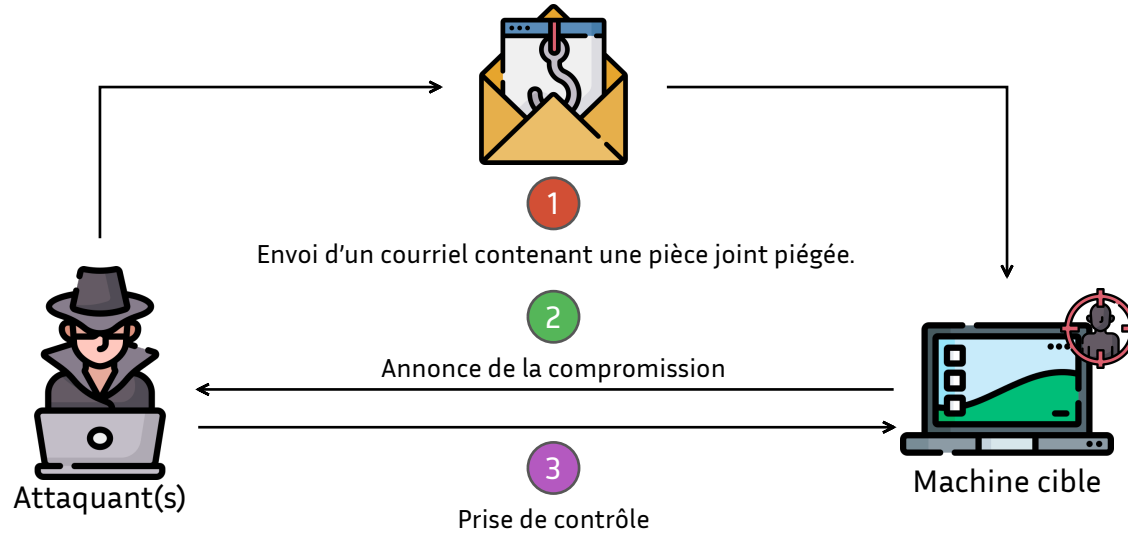 1
Envoi d'un courriel contenant une pièce joint piégée.
2
Annonce de la compromission
3
Prise de contrôle
Attaquant(s)
Machine cible